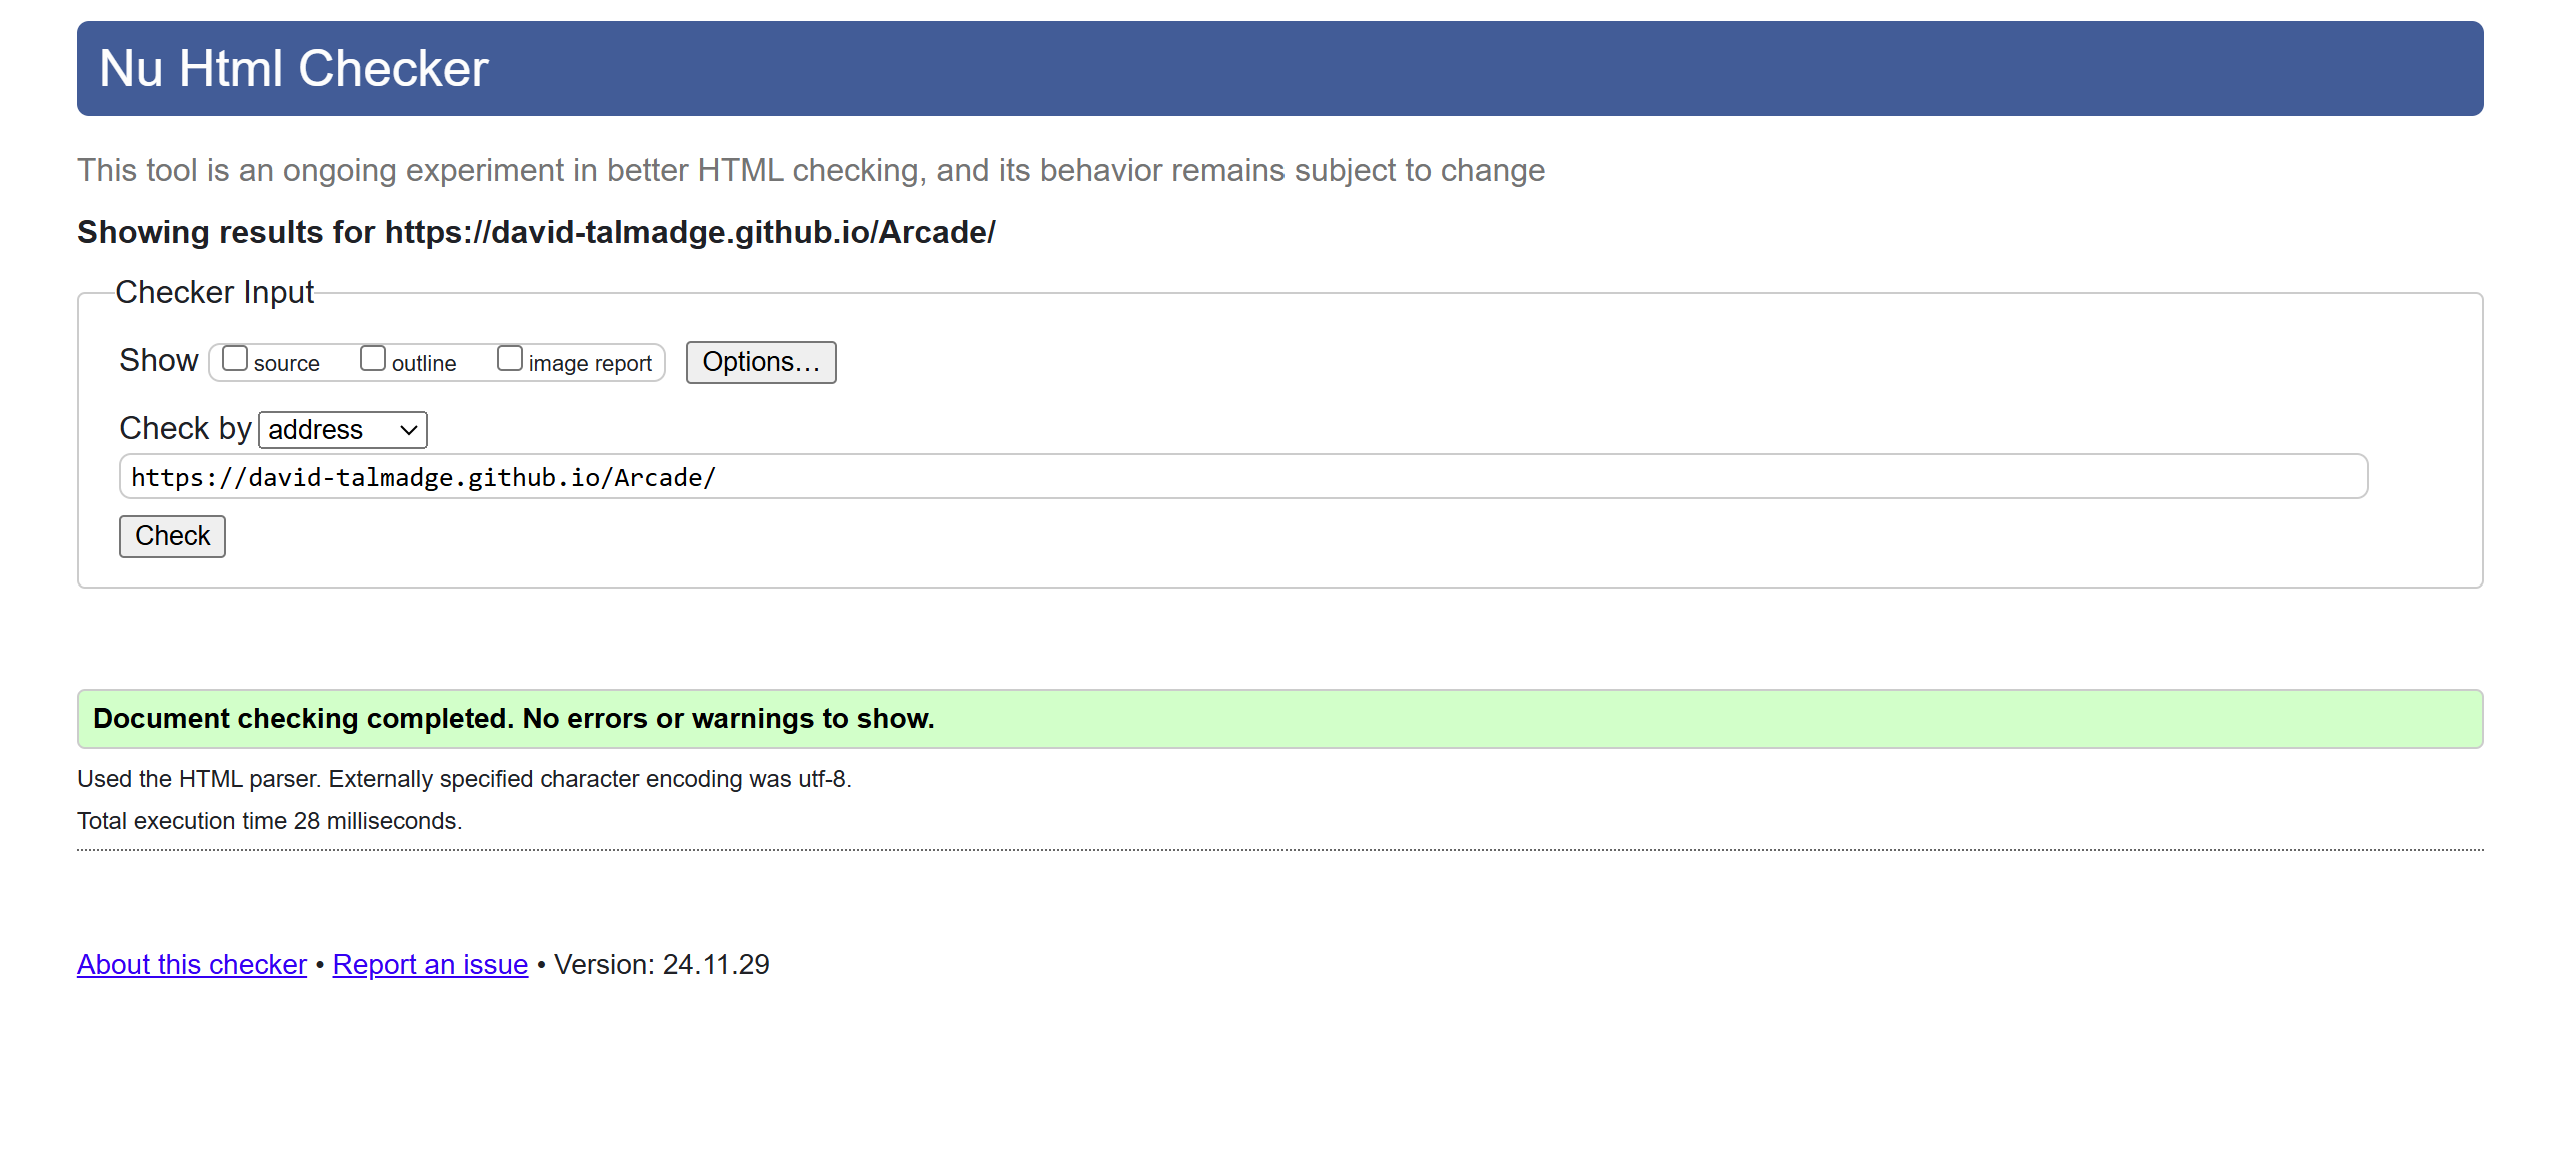 Nu Html Checker
This tool is an ongoing experiment in better HTML checking, and its behavior remains subject to change
Showing results for https://david-talmadge.github.io/Arcade/
Checker Input
Show source outline image report Options...
Check by address
https://david-talmadge.github.io/Arcade/
Check
Document checking completed. No errors or warnings to show.
Used the HTML parser. Externally specified character encoding was utf-8.
Total execution time 28 milliseconds.
About this checker • Report an issue • Version: 24.11.29